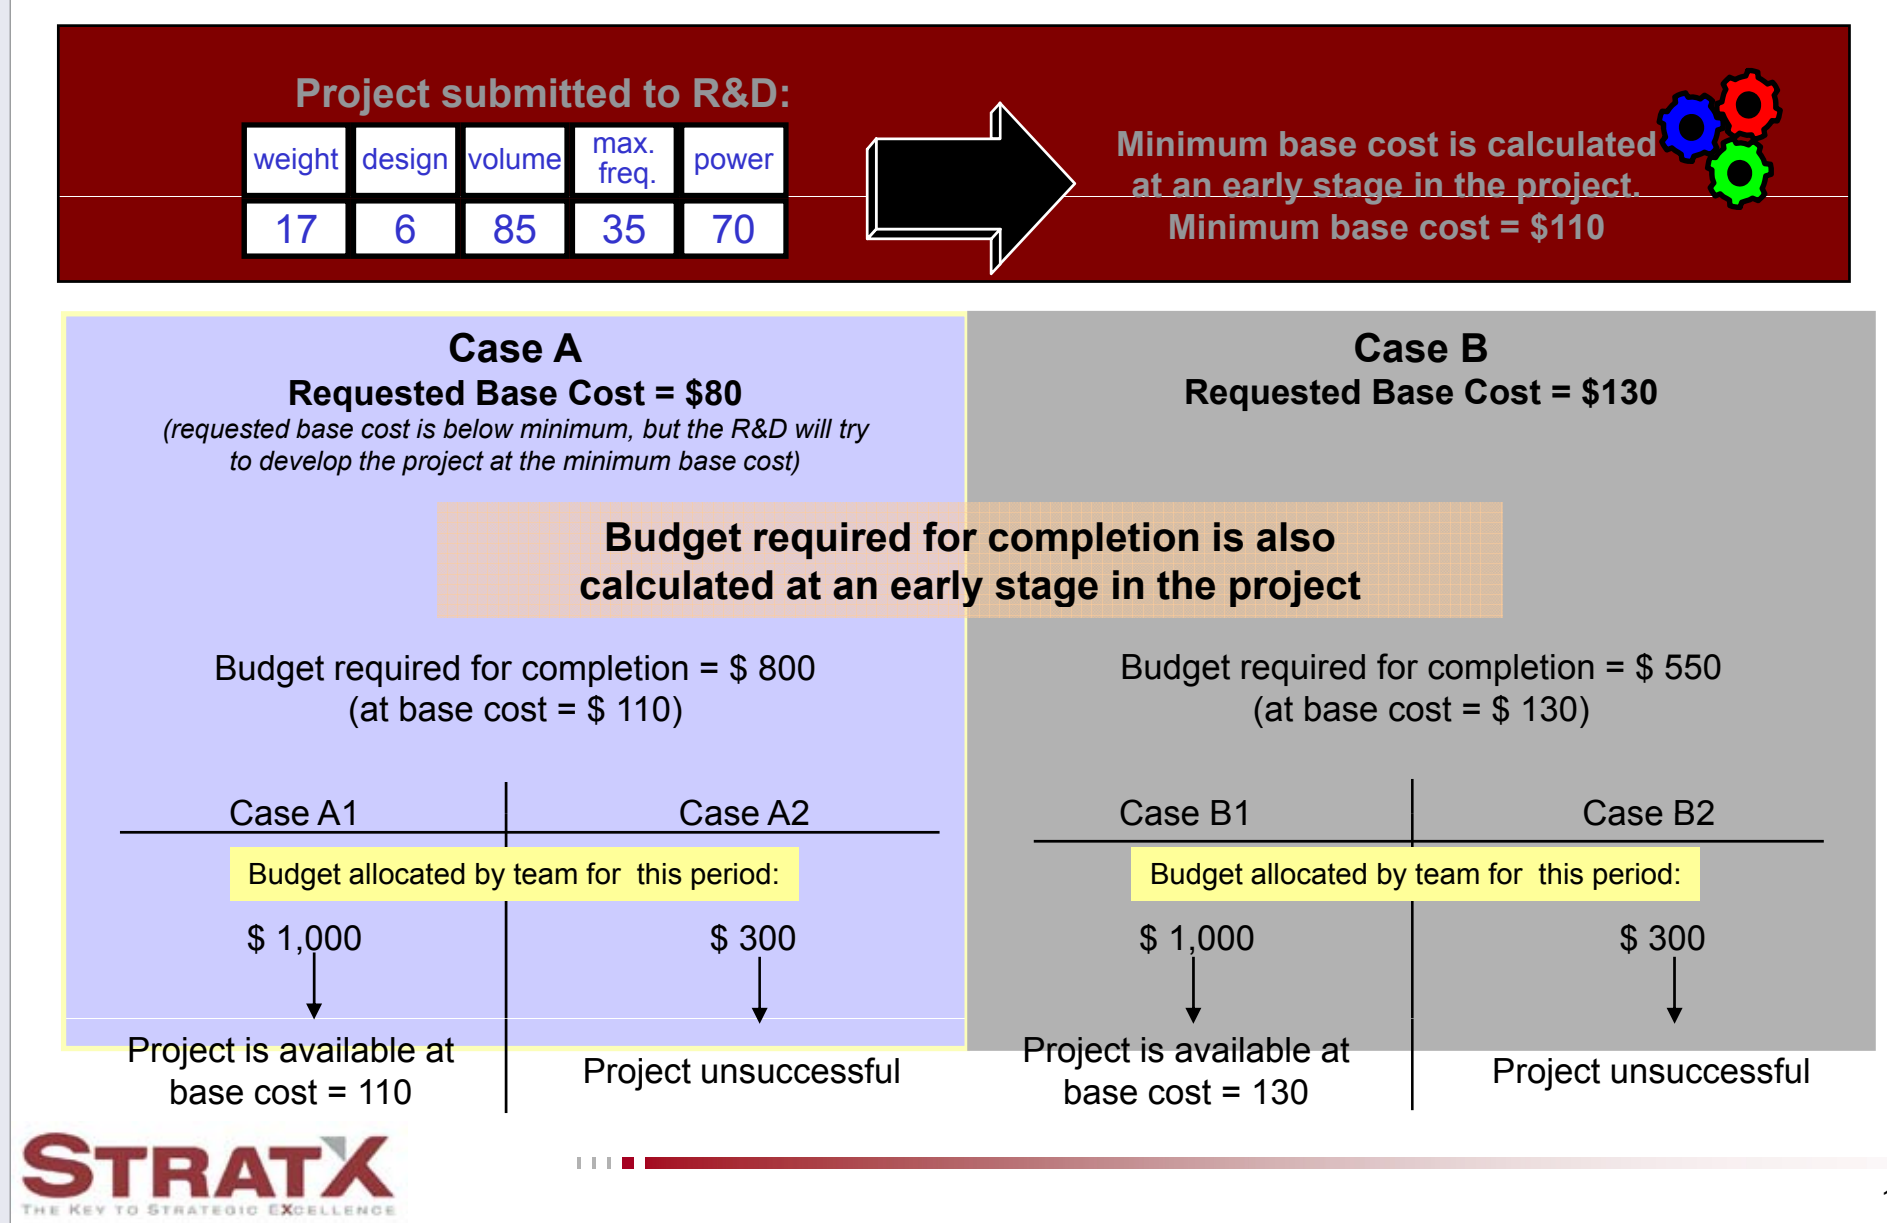 Project submitted to R&D:
weight design volume max. freq. power
17 6 85 35 70
Minimum base cost is calculated
at an early stage in the project.
Minimum base cost = $110
Case A
Requested Base Cost = $80
(requested base cost is below minimum, but the R&D will try
to develop the project at the minimum base cost)
Case B
Requested Base Cost = $130
Budget required for completion is also
calculated at an early stage in the project
Budget required for completion = $ 800
(at base cost = $ 110)
Budget required for completion = $ 550
(at base cost = $ 130)
Case A1 Case A2
Budget allocated by team for this period:
$ 1,000 $ 300
Project is available at
base cost = 110
Project unsuccessful
Case B1 Case B2
Budget allocated by team for this period:
$ 1,000 $ 300
Project is available at
base cost = 130
Project unsuccessful
STRATX
THE KEY TO STRATEGIC EXCELLENCE